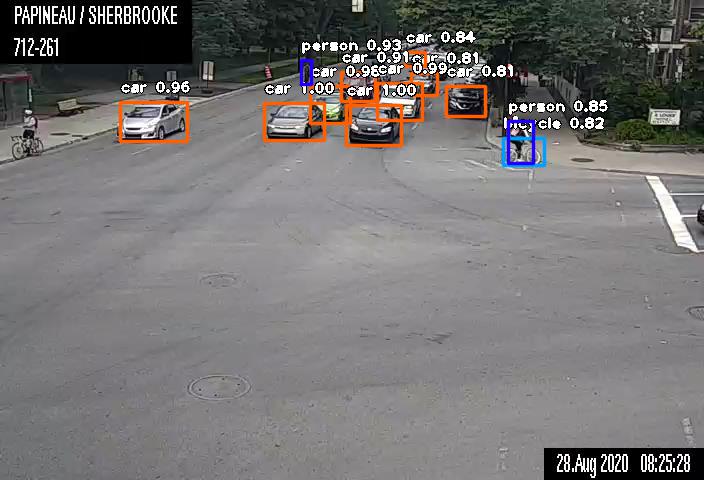 PAPINEAU / SHERBROOKE
712-261
car 0.84
person 0.93
car 0.91
car 0.81
car 0.98
car 0.99
car 0.81
car 0.96
car 1.00
car 1.00
person 0.85
bicycle 0.82
28.Aug 2020 08:25:28